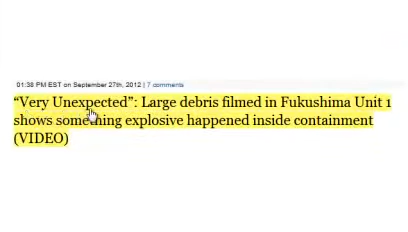 01:38 PM EST on September 27th, 2012 | 7 comments
“Very Unexpected”: Large debris filmed in Fukushima Unit 1
shows something explosive happened inside containment
(VIDEO)